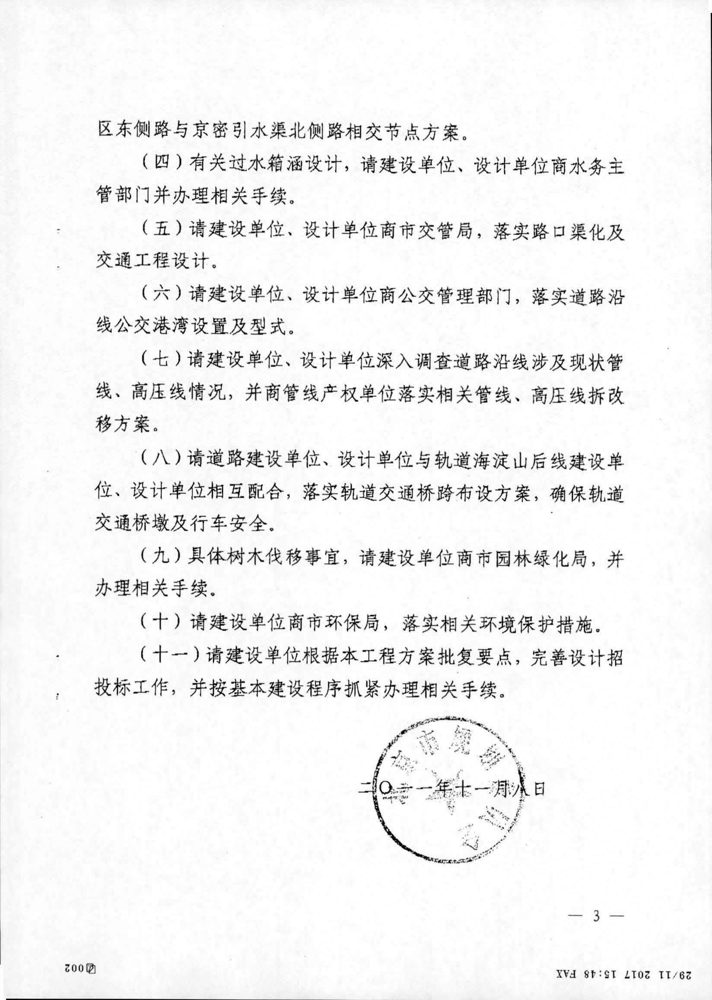 区东侧路与京密引水渠北侧路相交节点方案。
（四）有关过水箱涵设计，请建设单位、设计单位商水务主
管部门并办理相关手续。
（五）请建设单位、设计单位商市交管局，落实路口渠化及
交通工程设计。
（六）请建设单位、设计单位商公交管理部门，落实道路沿
线公交港湾设置及型式。
（七）请建设单位、设计单位深入调查道路沿线涉及现状管
线、高压线情况，并商管线产权单位落实相关管线、高压线拆改
移方案。
（八）请道路建设单位、设计单位与轨道海淀山后线建设单
位、设计单位相互配合，落实轨道交通桥跨布设方案，确保轨道
交通桥墩及行车安全。
（九）具体树木伐移事宜，请建设单位商市园林绿化局，并
办理相关手续。
（十）请建设单位商市环保局，落实相关环境保护措施。
（十一）请建设单位根据本工程方案批复要点，完善设计招
投标工作，并按基本建设程序抓紧办理相关手续。
京市规
二〇一一年十一月八日
— 3 —
002
29/11 2017 15:48 FAX